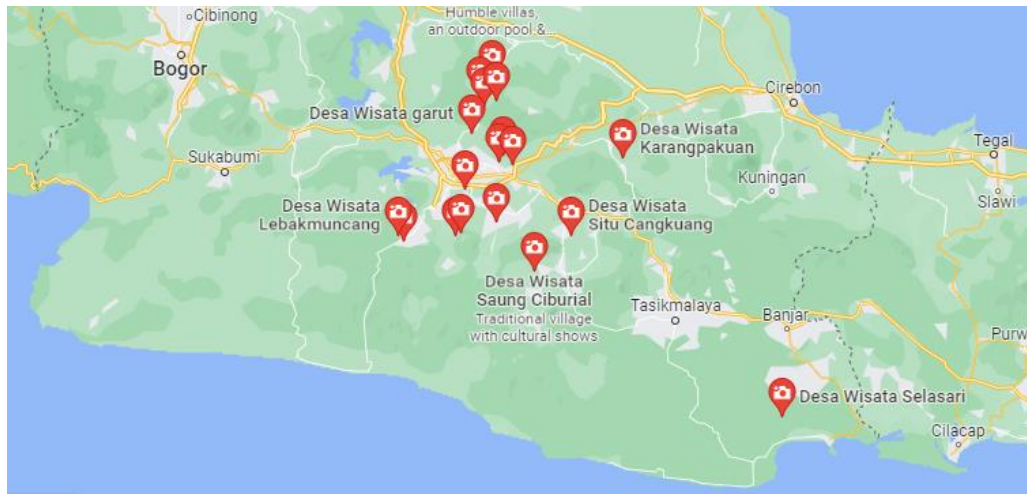 Cibinong
Humble villas,
an outdoor pool &...
Bogor
Cirebon
Desa Wisata garut
Desa Wisata
Karangpakuan
Tegal
Sukabumi
Kuningan
Slawi
Desa Wisata
Lebakmuncang
Desa Wisata
Situ Cangkuang
Desa Wisata
Saung Ciburial
Traditional village
with cultural shows
Tasikmalaya
Banjar
Purw
Desa Wisata Selasari
Cilacap